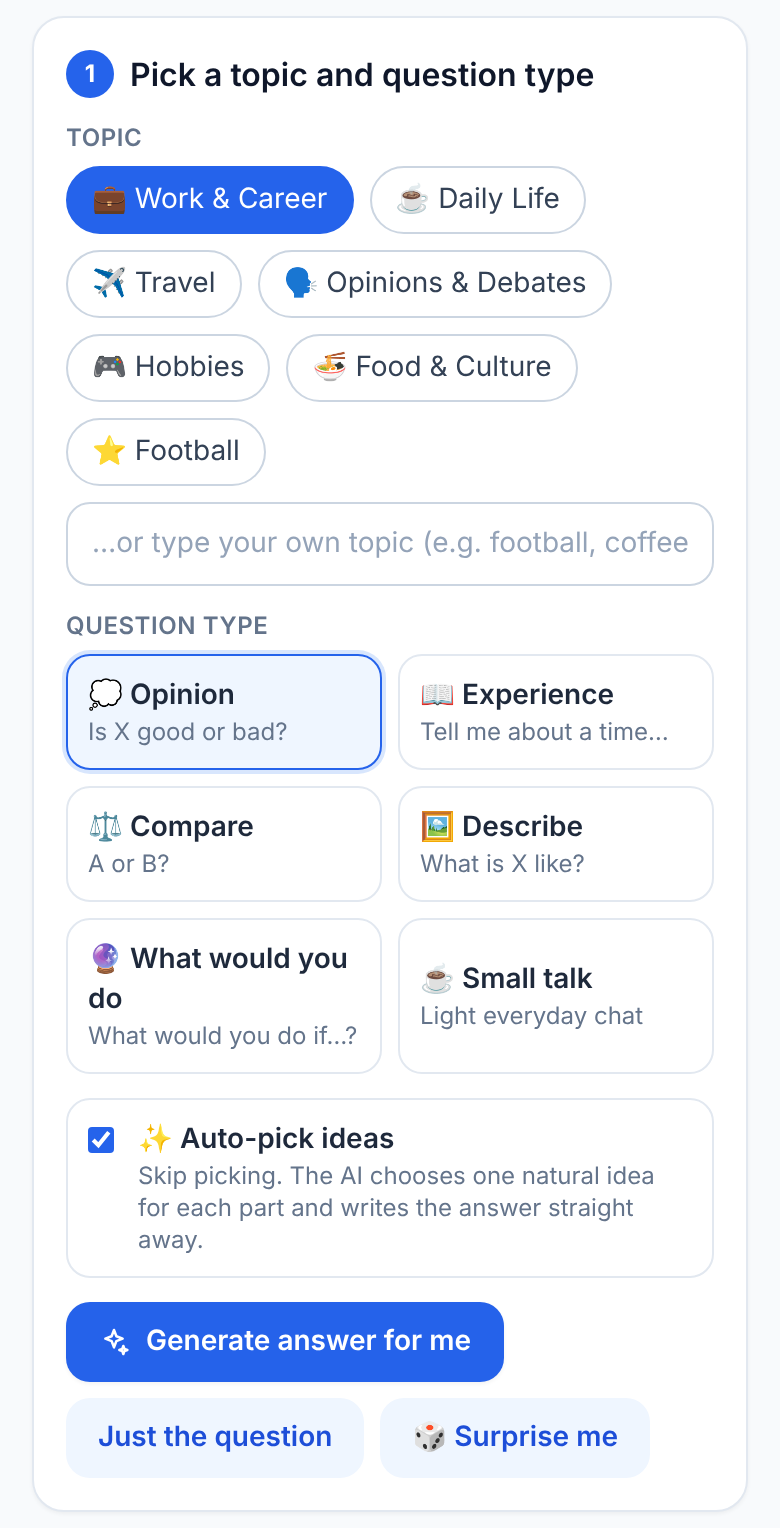 1 Pick a topic and question type
TOPIC
Work & Career
Daily Life
Travel
Opinions & Debates
Hobbies
Food & Culture
Football
...or type your own topic (e.g. football, coffee
QUESTION TYPE
Opinion
Is X good or bad?
Experience
Tell me about a time...
Compare
A or B?
Describe
What is X like?
What would you
do
What would you do if...?
Small talk
Light everyday chat
Auto-pick ideas
Skip picking. The AI chooses one natural idea
for each part and writes the answer straight
away.
Generate answer for me
Just the question
Surprise me